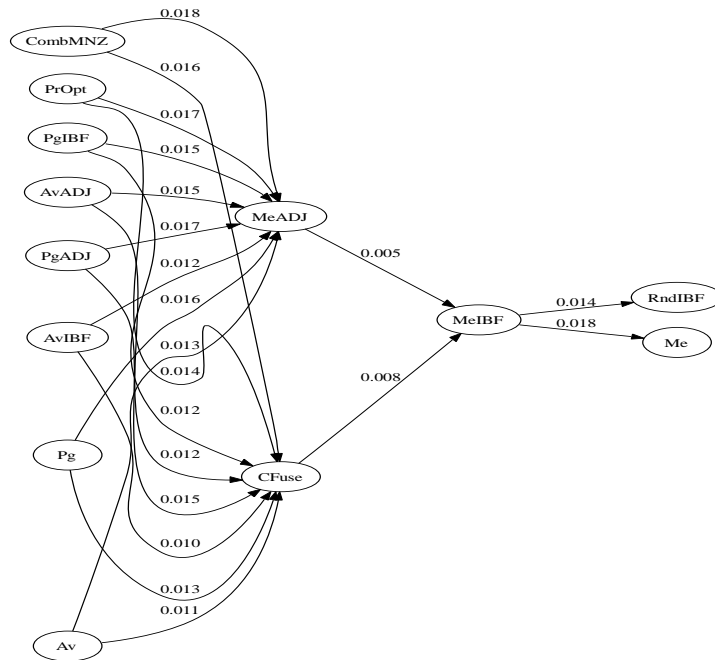 0.018
CombMNZ
0.016
PrOpt
0.017
PgIBF
0.015
AvADJ
0.015
MeADJ
0.017
PgADJ
0.005
0.012
0.016
RndIBF
0.014
MeIBF
0.018
AvIBF
Me
0.013
0.014
0.008
0.012
Pg
0.012
CFuse
0.015
0.010
0.013
0.011
Av